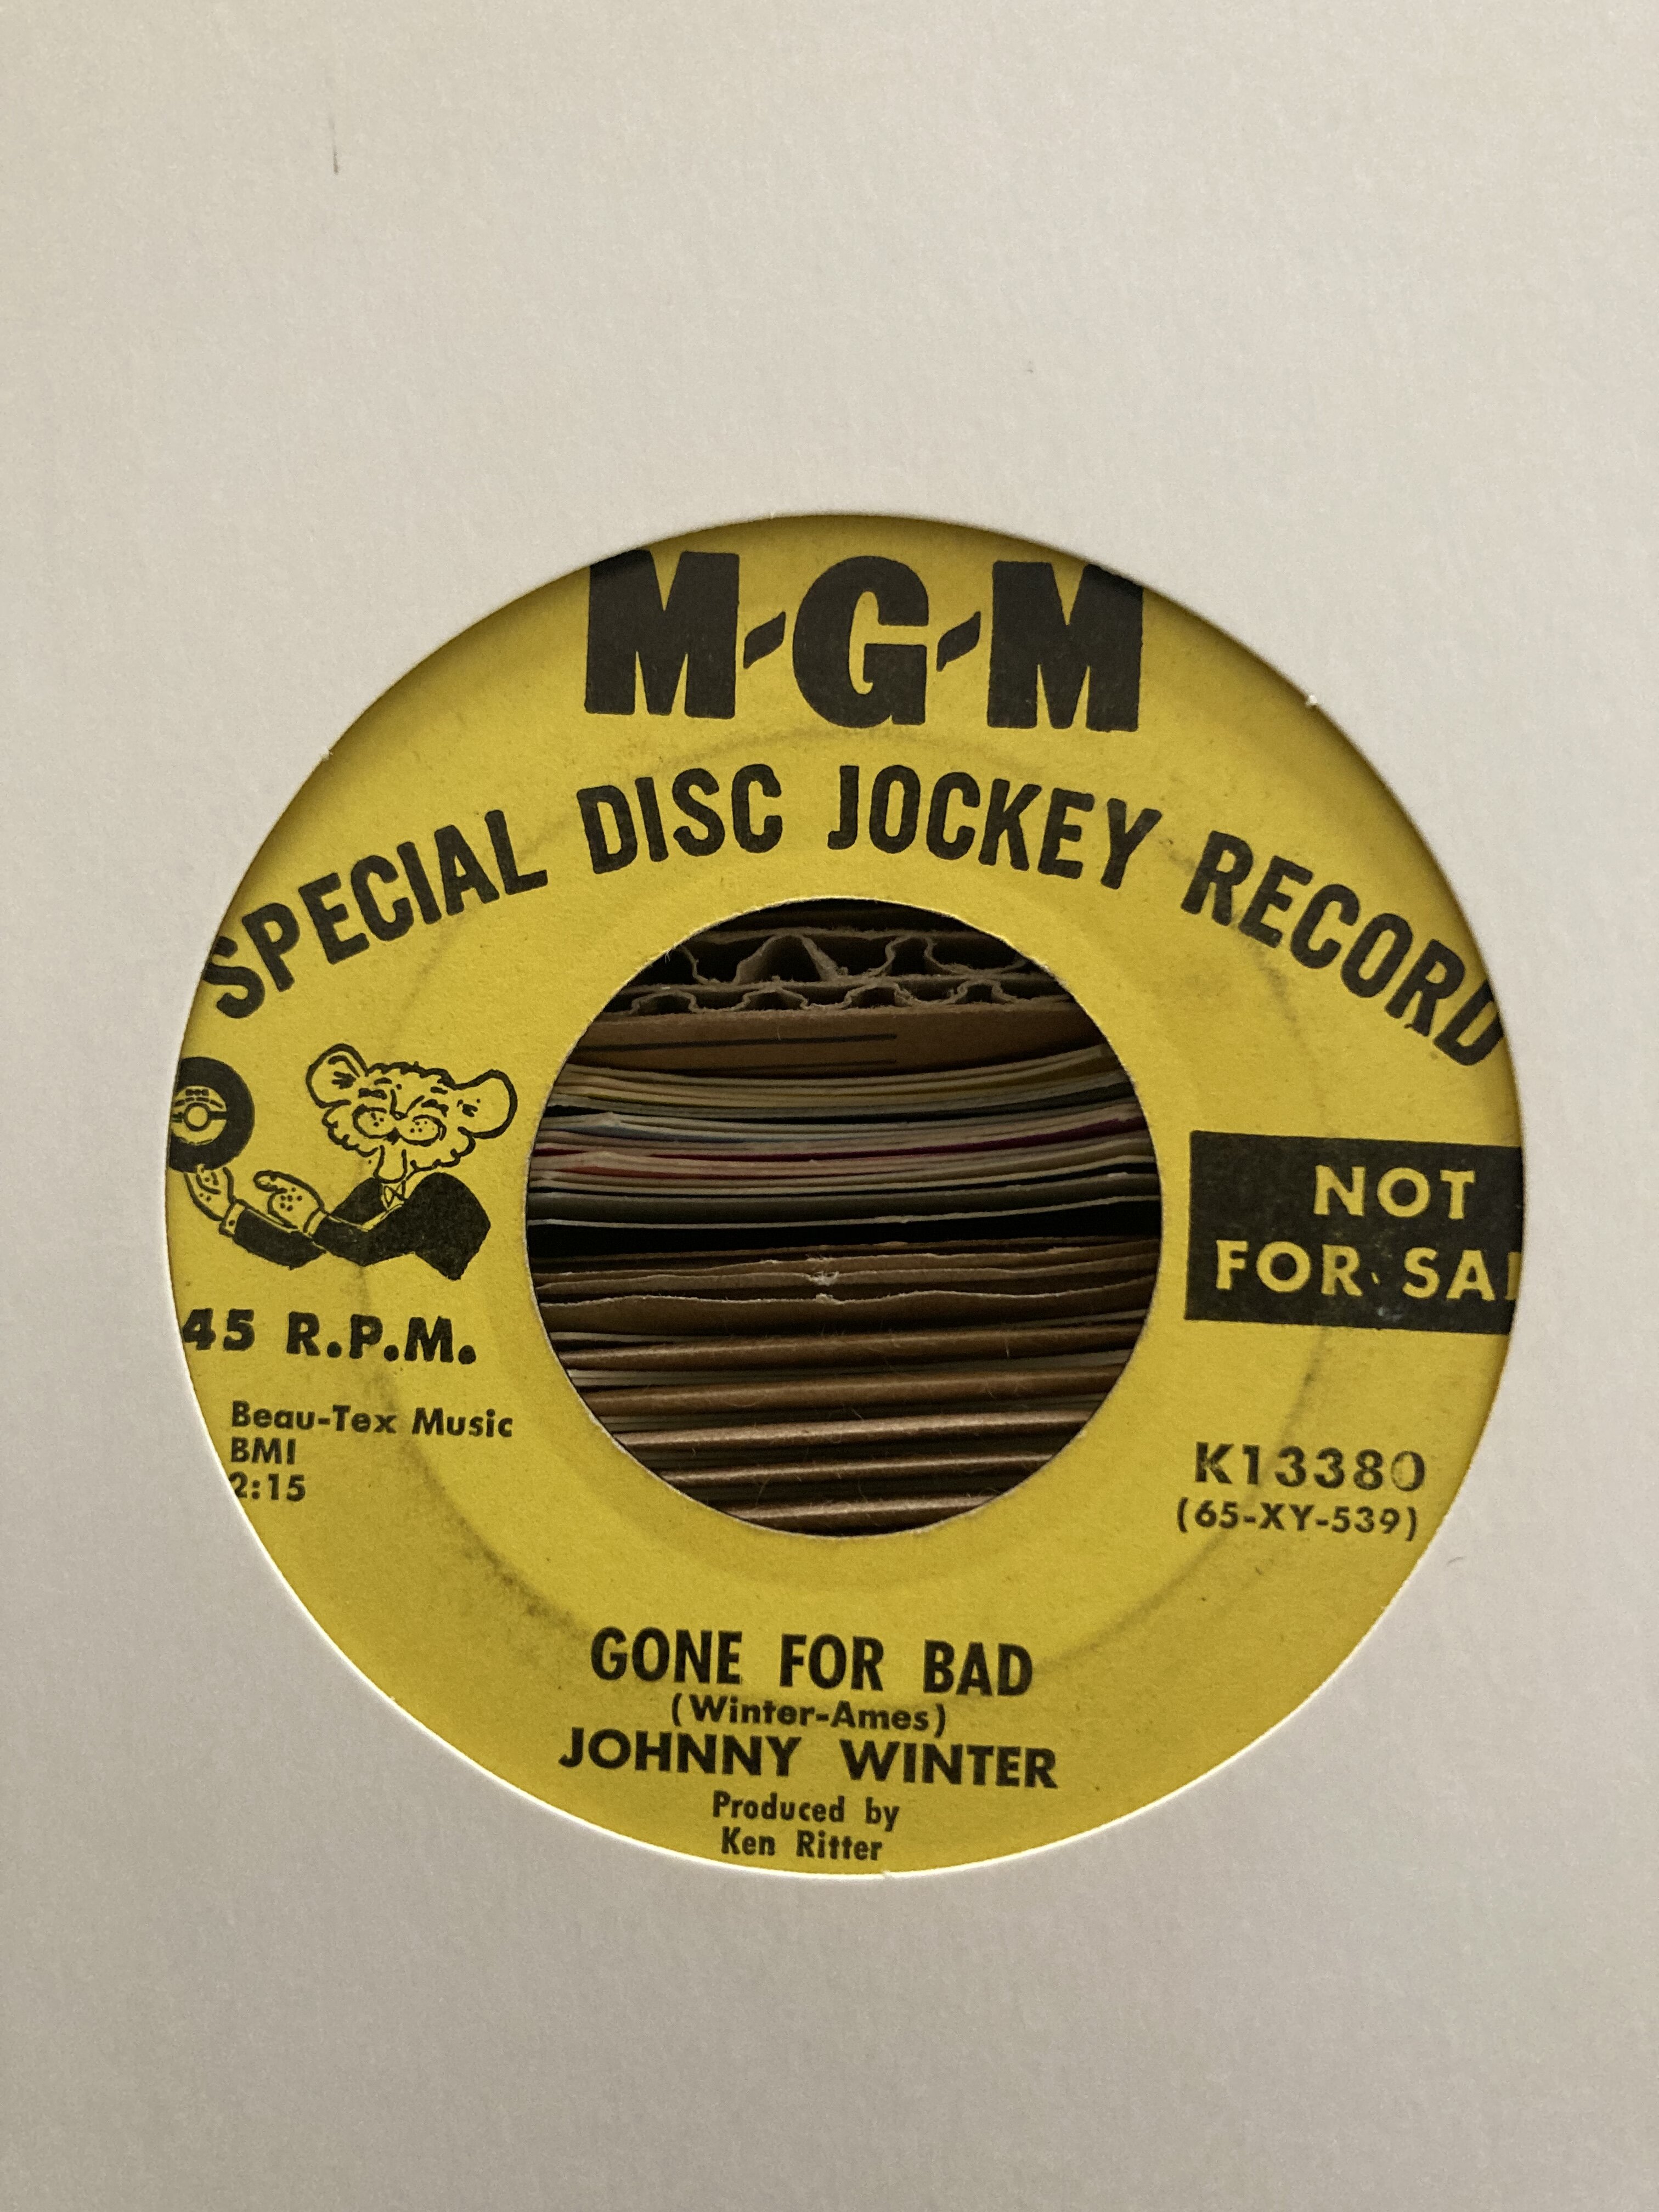 M-G-M
SPECIAL DISC JOCKEY RECORD
NOT
FOR SAL
45 R.P.M.
Beau-Tex Music
BMI
2:15
K13380
(65-XY-539)
GONE FOR BAD
(Winter-Ames)
JOHNNY WINTER
Produced by
Ken Ritter